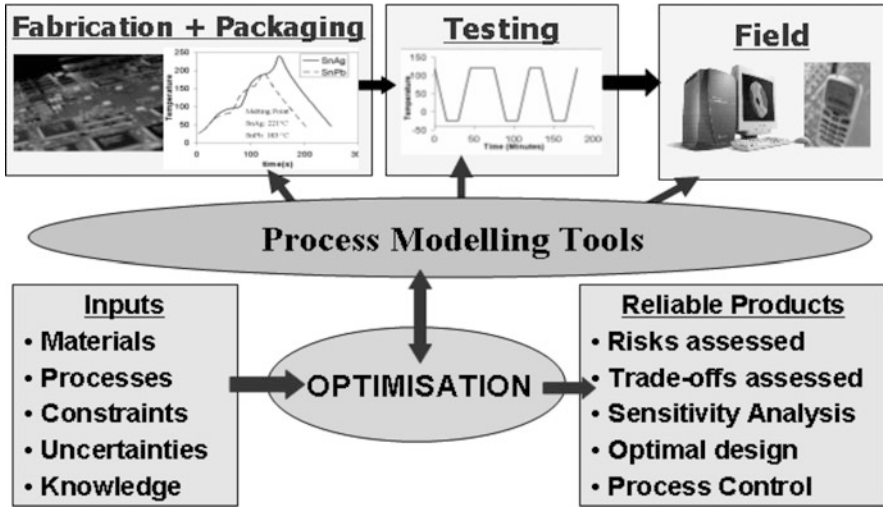 Fabrication + Packaging
250
200
150
100
50
0
Temperature
SnAg
SnPb
Melting Point
SnAg: 221°C
SnPb: 183°C
0
100
200
time(s)
Testing
150
100
50
0
-50
Temperature
0
50
100
150
200
Time (Minutes)
Field
Process Modelling Tools
Inputs
• Materials
• Processes
• Constraints
• Uncertainties
• Knowledge
OPTIMISATION
Reliable Products
• Risks assessed
• Trade-offs assessed
• Sensitivity Analysis
• Optimal design
• Process Control